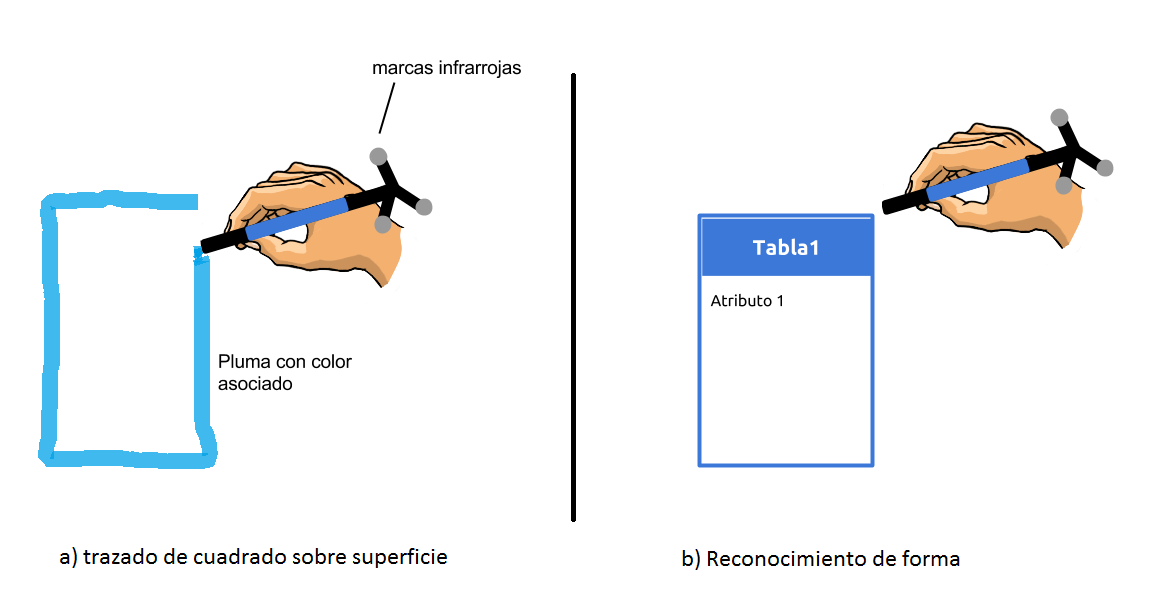 marcas infrarrojas
Pluma con color
asociado
a) trazado de cuadrado sobre superficie
Tabla1
Atributo 1
b) Reconocimiento de forma